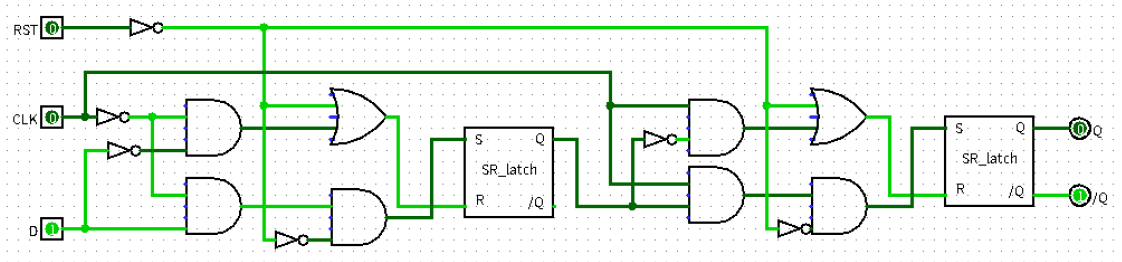 RST 0
CLK 0
D 1
S Q
SR_latch
R /Q
S Q
SR_latch
R /Q
0 Q
1 /Q